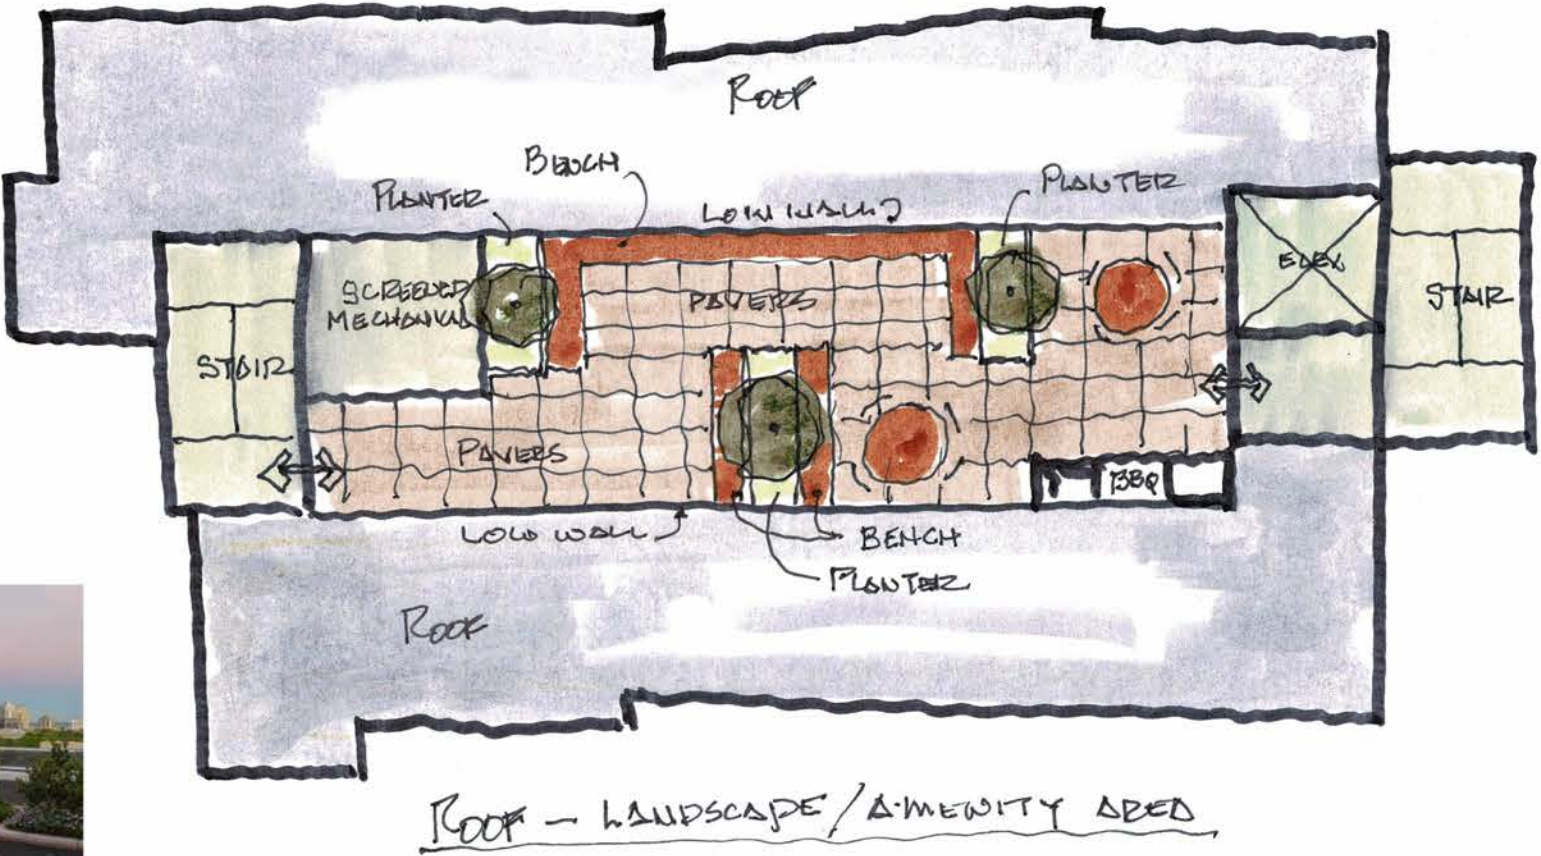 ROOF
BENCH
PLANTER
PLANTER
LOW WALL
ELEV
SCREENED
MECHANICAL
PAVERS
STAIR
STAIR
PAVERS
BBQ
LOW WALL
BENCH
PLANTER
ROOF
ROOF - LANDSCAPE/AMENITY AREA